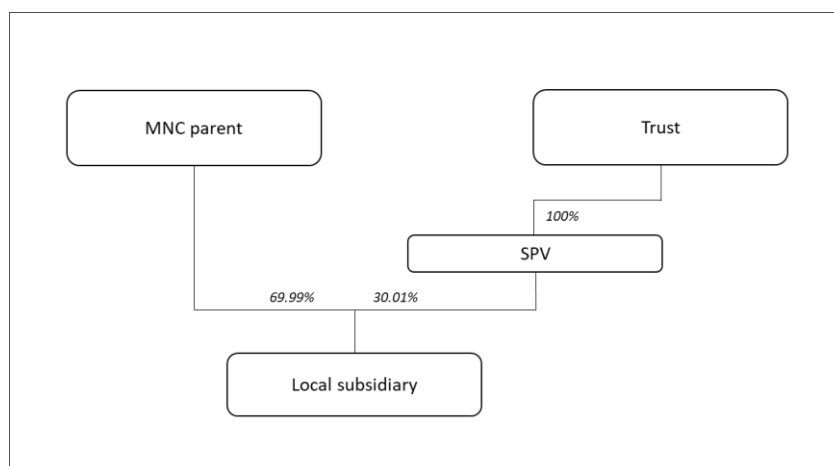 MNC parent
Trust
100%
SPV
69.99%
30.01%
Local subsidiary